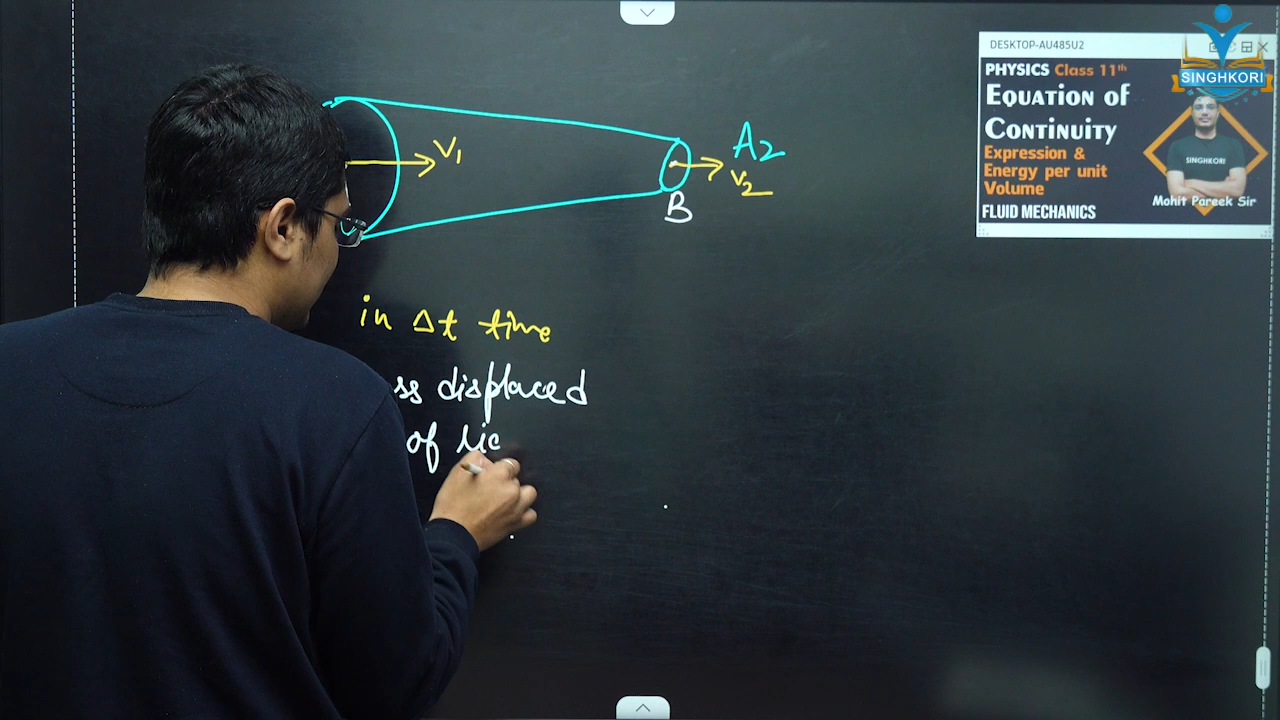 V1
A2
V2
B
in Δt time
ss displaced
of lic
DESKTOP-AU485U2
PHYSICS Class 11th
EQUATION OF
CONTINUITY
Expression &
Energy per unit
Volume
FLUID MECHANICS
SINGHKORI
Mohit Pareek Sir
SINGHKORI